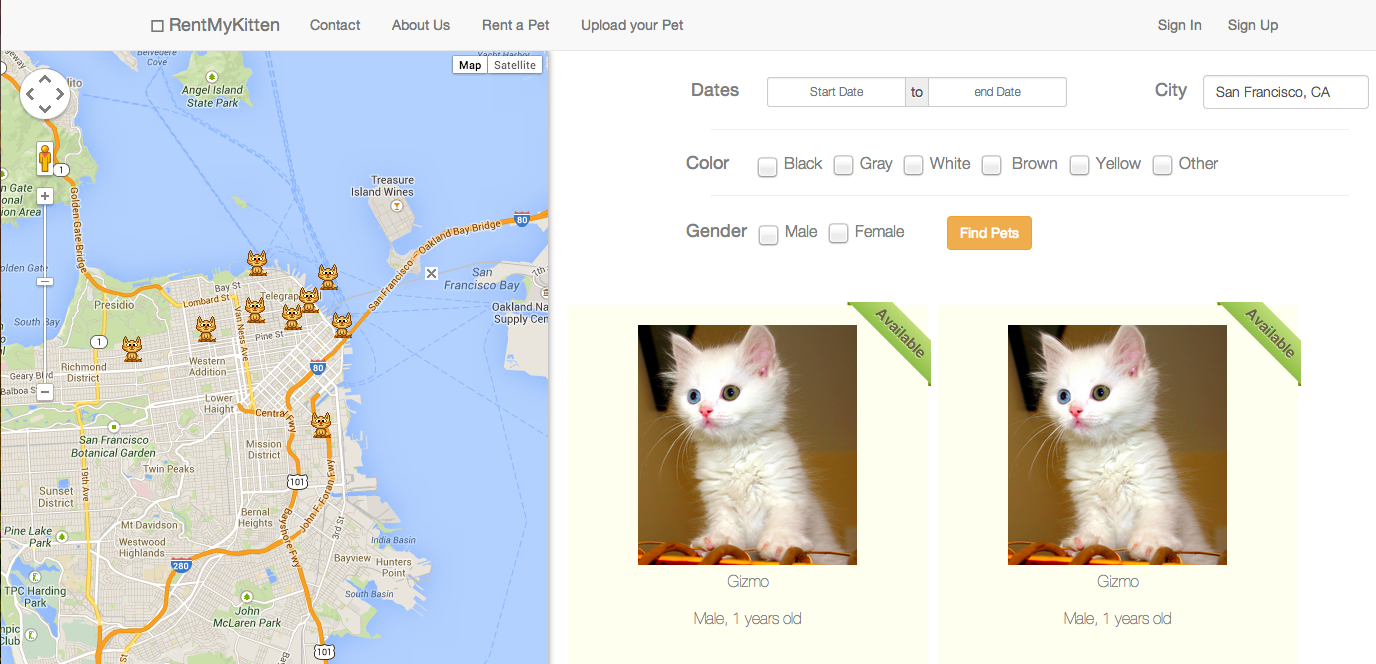 RentMyKitten Contact About Us Rent a Pet Upload your Pet Sign In Sign Up
Dates Start Date to end Date City San Francisco, CA
Color Black Gray White Brown Yellow Other
Gender Male Female Find Pets
Available
Gizmo
Male, 1 years old
Available
Gizmo
Male, 1 years old
Map Satellite
Yacht Harbor
Belvedere
Cove
Angel Island
State Park
1
Golden Gate Bridge
Treasure
Island Wines
80
San Francisco - Oakland Bay Bridge
San
Francisco Bay
7th
Oakland Na
Supply Cen
olden Gate
South Bay
Presidio
Bay St
Lombard St
Telegrap
Van Ness Ave
Pine St
1
Richmond
District
Western
Addition
80
Geary Blvd
Balboa St
Lower
Haight
Central Fwy
San Francisco
Botanical Garden
Mission
District
Twin Peaks
19th Ave
101
Sunset
District
Bernal
Heights
John F Foran Fwy
3rd St
Mt Davidson
Pine Lake
Park
Westwood
Highlands
Bayshore Fwy
India Basin
280
Bayview
Hunters
Point
TPC Harding
Park
South Basin
John
McLaren Park
101